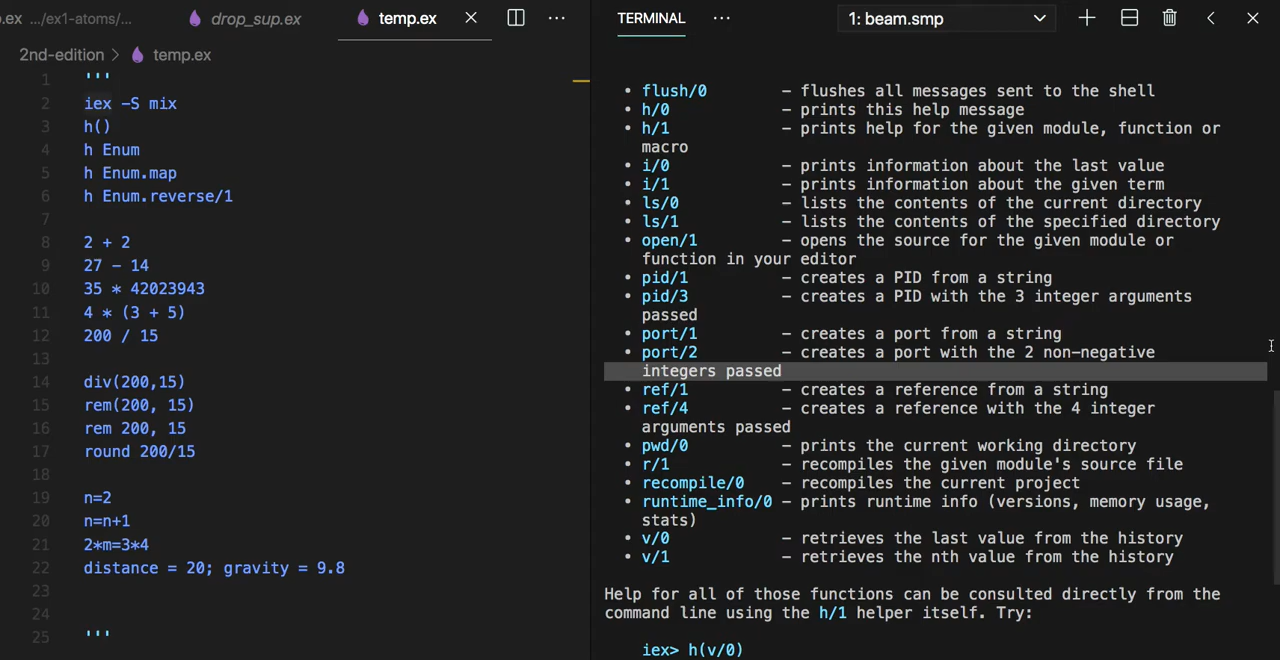 .ex .../ex1-atoms/... drop_sup.ex temp.ex
2nd-edition > temp.ex
1 '''
2 iex -S mix
3 h()
4 h Enum
5 h Enum.map
6 h Enum.reverse/1
7
8 2 + 2
9 27 - 14
10 35 * 42023943
11 4 * (3 + 5)
12 200 / 15
13
14 div(200,15)
15 rem(200, 15)
16 rem 200, 15
17 round 200/15
18
19 n=2
20 n=n+1
21 2*m=3*4
22 distance = 20; gravity = 9.8
23
24
25 '''
TERMINAL ... 1: beam.smp
• flush/0 - flushes all messages sent to the shell
• h/0 - prints this help message
• h/1 - prints help for the given module, function or
macro
• i/0 - prints information about the last value
• i/1 - prints information about the given term
• ls/0 - lists the contents of the current directory
• ls/1 - lists the contents of the specified directory
• open/1 - opens the source for the given module or
function in your editor
• pid/1 - creates a PID from a string
• pid/3 - creates a PID with the 3 integer arguments
passed
• port/1 - creates a port from a string
• port/2 - creates a port with the 2 non-negative
integers passed
• ref/1 - creates a reference from a string
• ref/4 - creates a reference with the 4 integer
arguments passed
• pwd/0 - prints the current working directory
• r/1 - recompiles the given module's source file
• recompile/0 - recompiles the current project
• runtime_info/0 - prints runtime info (versions, memory usage,
stats)
• v/0 - retrieves the last value from the history
• v/1 - retrieves the nth value from the history
Help for all of those functions can be consulted directly from the
command line using the h/1 helper itself. Try:
iex> h(v/0)